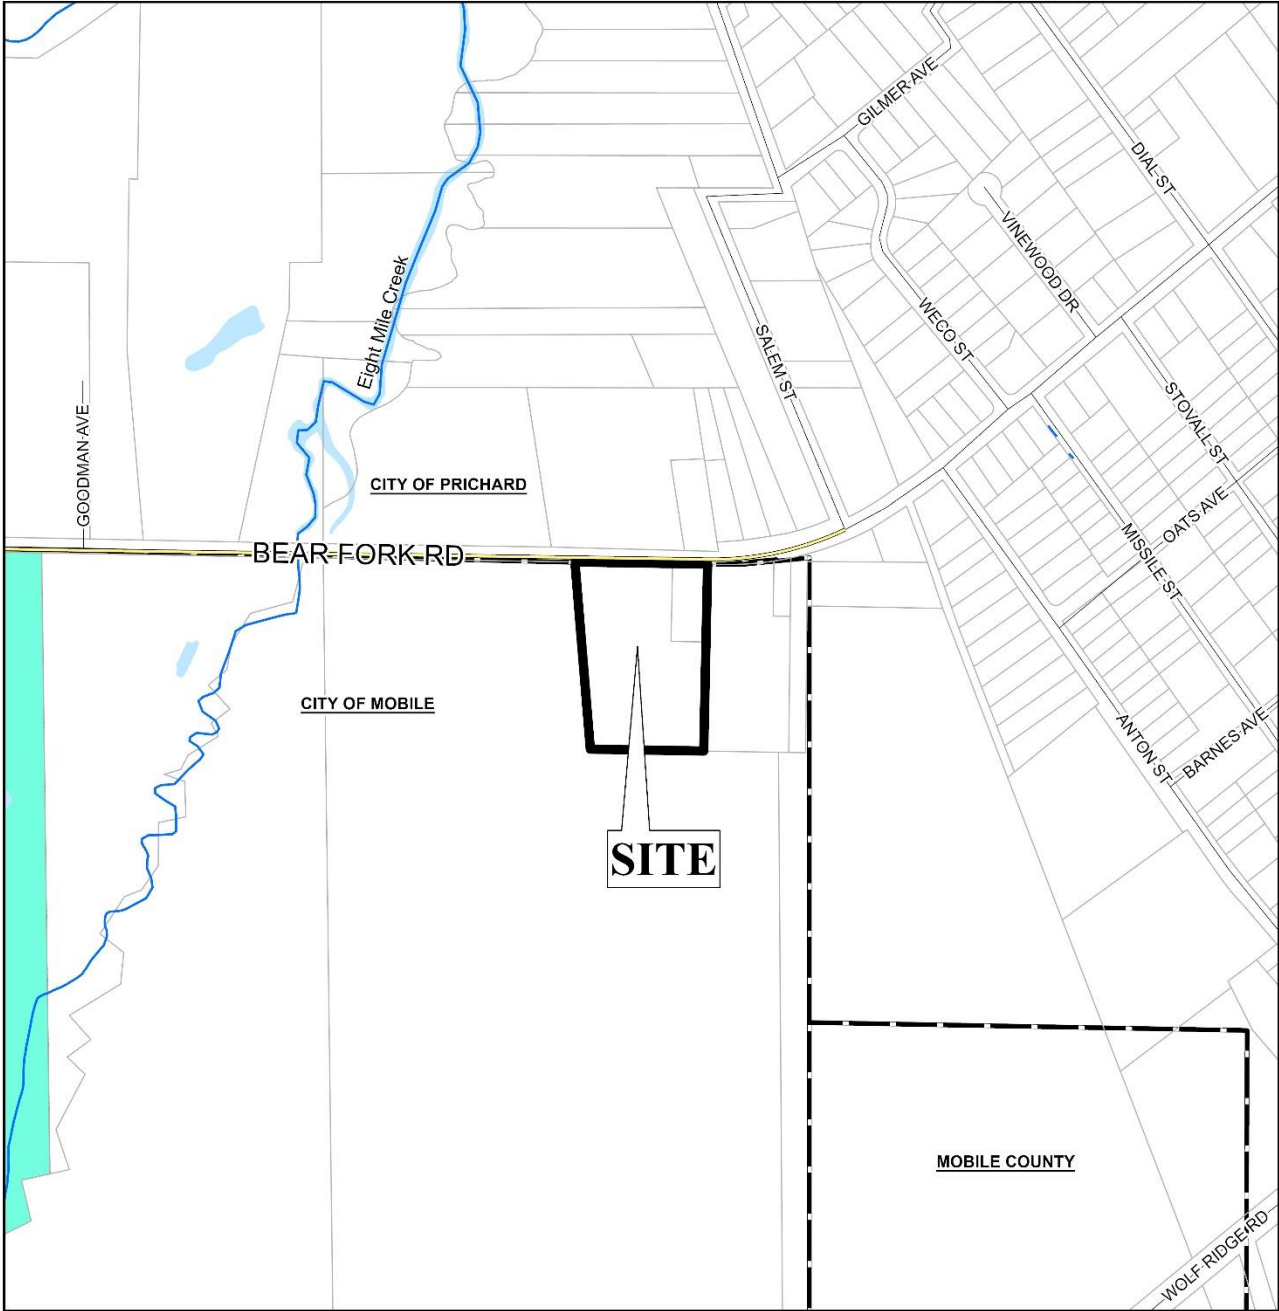 GILMER AVE
DIAL ST
VINEWOOD DR
Eight Mile Creek
WECO ST
SALEM ST
STOVALL ST
GOODMAN AVE
CITY OF PRICHARD
OATS AVE
MISSILE ST
BEAR FORK RD
CITY OF MOBILE
ANTON ST
BARNES AVE
SITE
MOBILE COUNTY
WOLF RIDGE RD